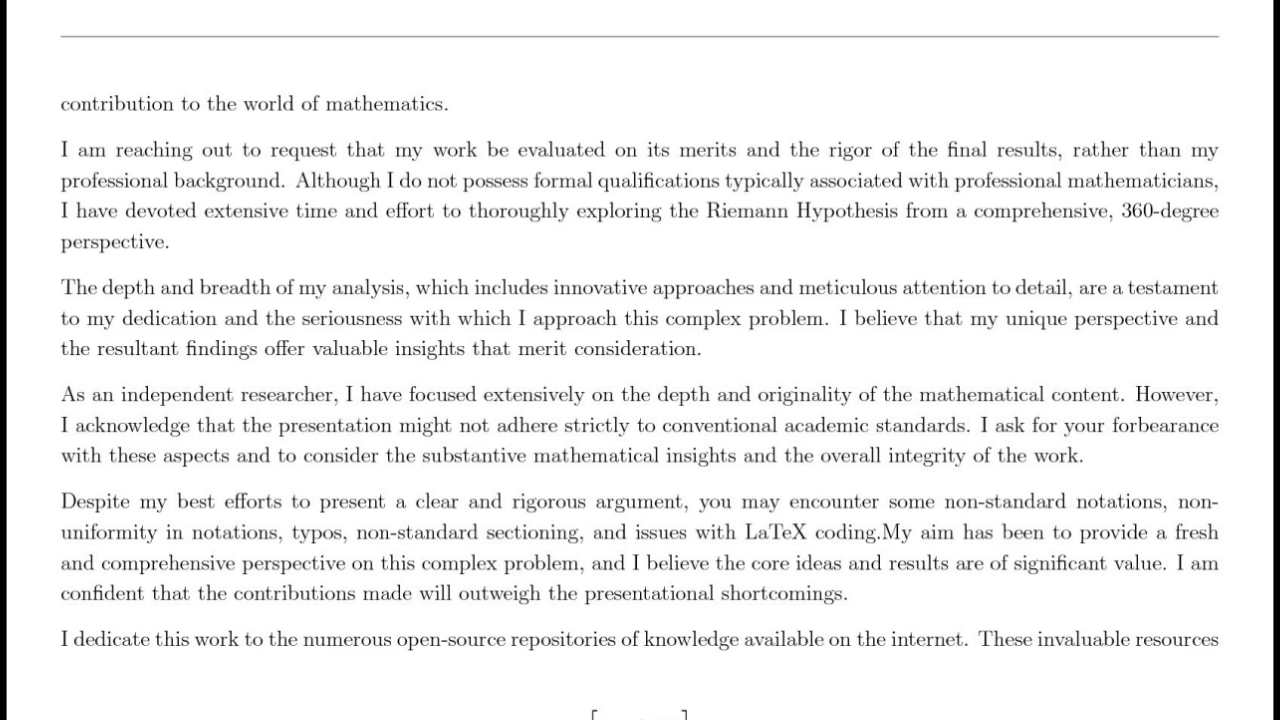 contribution to the world of mathematics.
I am reaching out to request that my work be evaluated on its merits and the rigor of the final results, rather than my
professional background. Although I do not possess formal qualifications typically associated with professional mathematicians,
I have devoted extensive time and effort to thoroughly exploring the Riemann Hypothesis from a comprehensive, 360-degree
perspective.
The depth and breadth of my analysis, which includes innovative approaches and meticulous attention to detail, are a testament
to my dedication and the seriousness with which I approach this complex problem. I believe that my unique perspective and
the resultant findings offer valuable insights that merit consideration.
As an independent researcher, I have focused extensively on the depth and originality of the mathematical content. However,
I acknowledge that the presentation might not adhere strictly to conventional academic standards. I ask for your forbearance
with these aspects and to consider the substantive mathematical insights and the overall integrity of the work.
Despite my best efforts to present a clear and rigorous argument, you may encounter some non-standard notations, non-
uniformity in notations, typos, non-standard sectioning, and issues with LaTeX coding.My aim has been to provide a fresh
and comprehensive perspective on this complex problem, and I believe the core ideas and results are of significant value. I am
confident that the contributions made will outweigh the presentational shortcomings.
I dedicate this work to the numerous open-source repositories of knowledge available on the internet. These invaluable resources